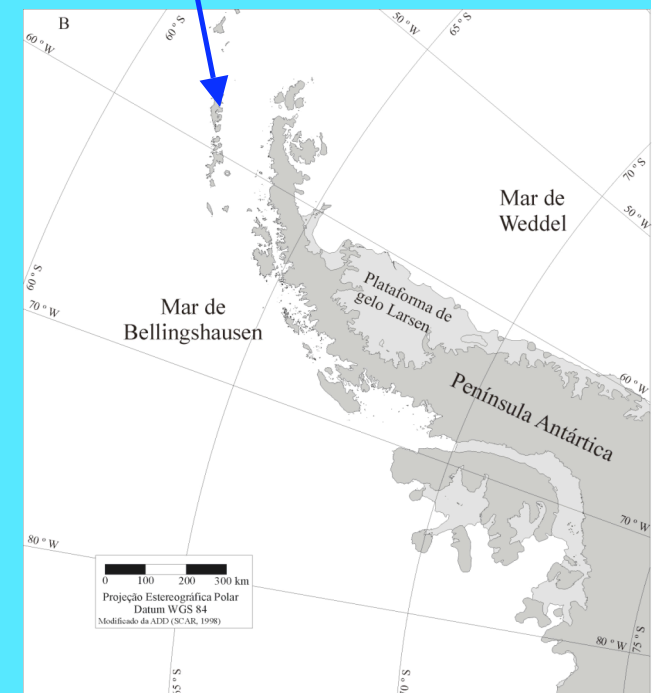 B
60 º W
60 º S
50 º W
65 º S
70 º S
50 º W
Mar de
Weddel
60 º S
70 º W
Mar de
Bellingshausen
Plataforma de
gelo Larsen
Península Antártica
60 º W
70 º W
80 º W
0 100 200 300 km
Projeção Estereográfica Polar
Datum WGS 84
Modificado da ADD (SCAR, 1998)
80 º W
75 º S